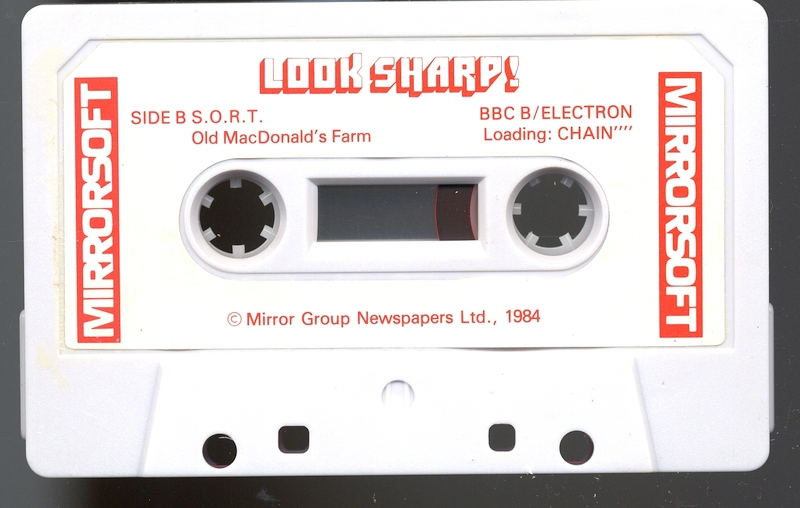 LOOK SHARP!
SIDE B S.O.R.T.
Old MacDonald's Farm
BBC B/ELECTRON
Loading: CHAIN""
MIRRORSOFT
MIRRORSOFT
© Mirror Group Newspapers Ltd., 1984